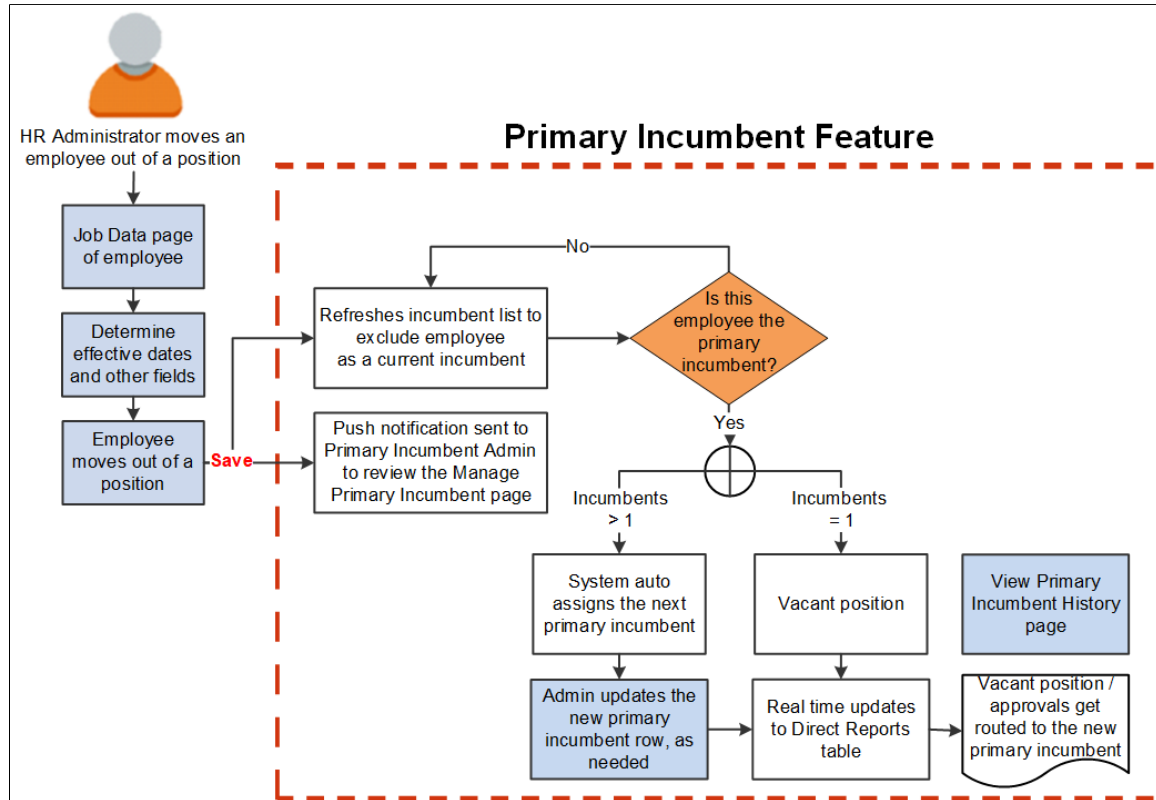 HR Administrator moves an
employee out of a position
Primary Incumbent Feature
Job Data page
of employee
Determine
effective dates
and other fields
Employee
moves out of a
position
Save
Refreshes incumbent list to
exclude employee
as a current incumbent
No
Is this
employee the
primary
incumbent?
Push notification sent to
Primary Incumbent Admin
to review the Manage
Primary Incumbent page
Yes
Incumbents
> 1
Incumbents
= 1
System auto
assigns the next
primary incumbent
Vacant position
View Primary
Incumbent History
page
Admin updates the
new primary
incumbent row, as
needed
Real time updates
to Direct Reports
table
Vacant position /
approvals get
routed to the new
primary incumbent